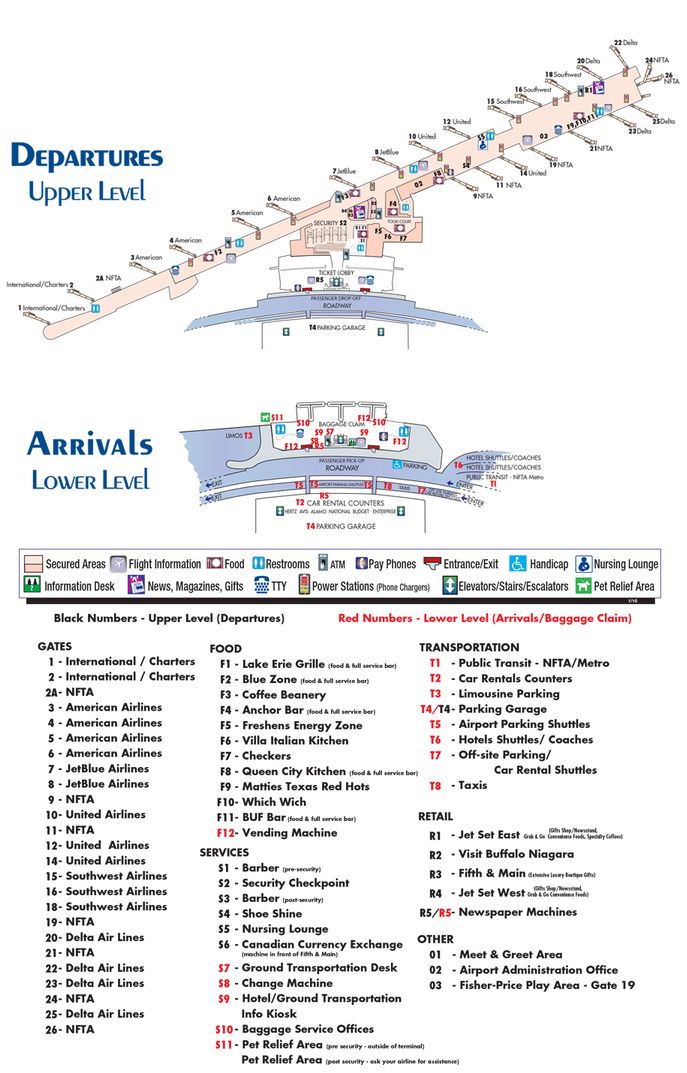 DEPARTURES
UPPER LEVEL
22 Delta
20 Delta
24NFTA
26
NFTA
18 Southwest
16 Southwest
15 Southwest
12 United
10 United
8 JetBlue
7 JetBlue
6 American
5 American
4 American
3 American
2A NFTA
International/Charters 2
1 International/Charters
R1
25Delta
23 Delta
21NFTA
19 NFTA
14 United
11 NFTA
9NFTA
F9,F10,F11
03
S5
S4
F8
02
F3
F4
FOOD COURT
F5
F6
F7
SECURITY S2
01 F1
S1
F2
TICKET LOBBY
R5
PASSENGER DROP-OFF
ROADWAY
T4 PARKING GARAGE
ARRIVALS
LOWER LEVEL
S11
S10
F12
S10
BAGGAGE CLAIM
S9 S7
S8
S9
F12
R5
F12
LIMOS T3
PASSENGER PICK-UP
ROADWAY
PARKING
HOTEL SHUTTLES/COACHES
T6
HOTEL SHUTTLES/COACHES
PUBLIC TRANSIT - NFTA Metro
T1
EXIT
EXIT
ENTER
ENTER
T5
T5 AIRPORT PARKING SHUTTLES T5
T8
TAXIS
T7
R5
T2 CAR RENTAL COUNTERS
HERTZ AVIS ALAMO NATIONAL BUDGET ENTERPRISE
T4 PARKING GARAGE
Secured Areas
Flight Information
Food
Restrooms
ATM
Pay Phones
Entrance/Exit
Handicap
Nursing Lounge
Information Desk
News, Magazines, Gifts
TTY
Power Stations (Phone Chargers)
Elevators/Stairs/Escalators
Pet Relief Area
1/16
Black Numbers - Upper Level (Departures)
Red Numbers - Lower Level (Arrivals/Baggage Claim)
GATES
1 - International / Charters
2 - International / Charters
2A- NFTA
3 - American Airlines
4 - American Airlines
5 - American Airlines
6 - American Airlines
7 - JetBlue Airlines
8 - JetBlue Airlines
9 - NFTA
10- United Airlines
11- NFTA
12- United Airlines
14- United Airlines
15- Southwest Airlines
16- Southwest Airlines
18- Southwest Airlines
19- NFTA
20- Delta Air Lines
21- NFTA
22- Delta Air Lines
23- Delta Air Lines
24- NFTA
25- Delta Air Lines
26- NFTA
FOOD
F1 - Lake Erie Grille (food & full service bar)
F2 - Blue Zone (food & full service bar)
F3 - Coffee Beanery
F4 - Anchor Bar (food & full service bar)
F5 - Freshens Energy Zone
F6 - Villa Italian Kitchen
F7 - Checkers
F8 - Queen City Kitchen (food & full service bar)
F9 - Matties Texas Red Hots
F10- Which Wich
F11- BUF Bar (food & full service bar)
F12- Vending Machine
SERVICES
S1 - Barber (pre-security)
S2 - Security Checkpoint
S3 - Barber (post-security)
S4 - Shoe Shine
S5 - Nursing Lounge
S6 - Canadian Currency Exchange
(machine in front of Fifth & Main)
S7 - Ground Transportation Desk
S8 - Change Machine
S9 - Hotel/Ground Transportation
Info Kiosk
S10- Baggage Service Offices
S11- Pet Relief Area (pre security - outside of terminal)
Pet Relief Area (post security - ask your airline for assistance)
TRANSPORTATION
T1 - Public Transit - NFTA/Metro
T2 - Car Rentals Counters
T3 - Limousine Parking
T4/T4- Parking Garage
T5 - Airport Parking Shuttles
T6 - Hotels Shuttles/ Coaches
T7 - Off-site Parking/
Car Rental Shuttles
T8 - Taxis
RETAIL
R1 - Jet Set East (Gifts Shop/Newsstand, Grab & Go Convenience Foods, Specialty Coffees)
R2 - Visit Buffalo Niagara
R3 - Fifth & Main (Extensive Luxury Boutique Gifts)
R4 - Jet Set West (Gifts Shop/Newsstand, Grab & Go Convenience Foods)
R5/R5- Newspaper Machines
OTHER
01 - Meet & Greet Area
02 - Airport Administration Office
03 - Fisher-Price Play Area - Gate 19